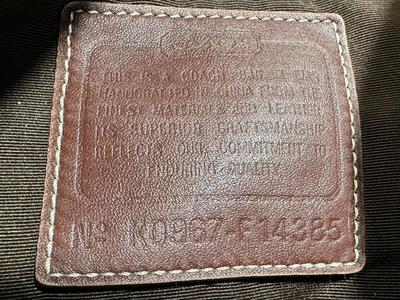 THIS IS A COACH BAG. IT WAS
HANDCRAFTED IN CHINA FROM THE
FINEST MATERIALS AND LEATHER.
ITS SUPERIOR CRAFTSMANSHIP
REFLECTS OUR COMMITMENT TO
ENDURING QUALITY.
Nº K0967-F14385